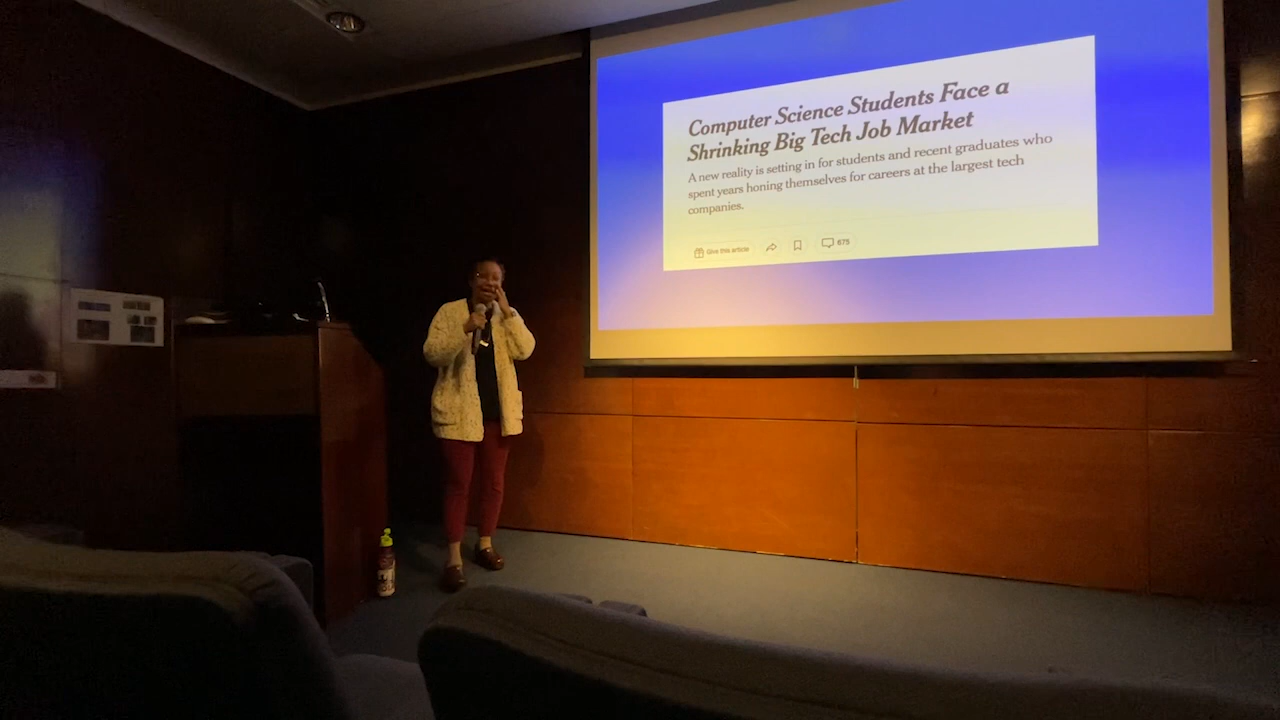 Computer Science Students Face a
Shrinking Big Tech Job Market
A new reality is setting in for students and recent graduates who
spent years honing themselves for careers at the largest tech
companies.
Give this article
675